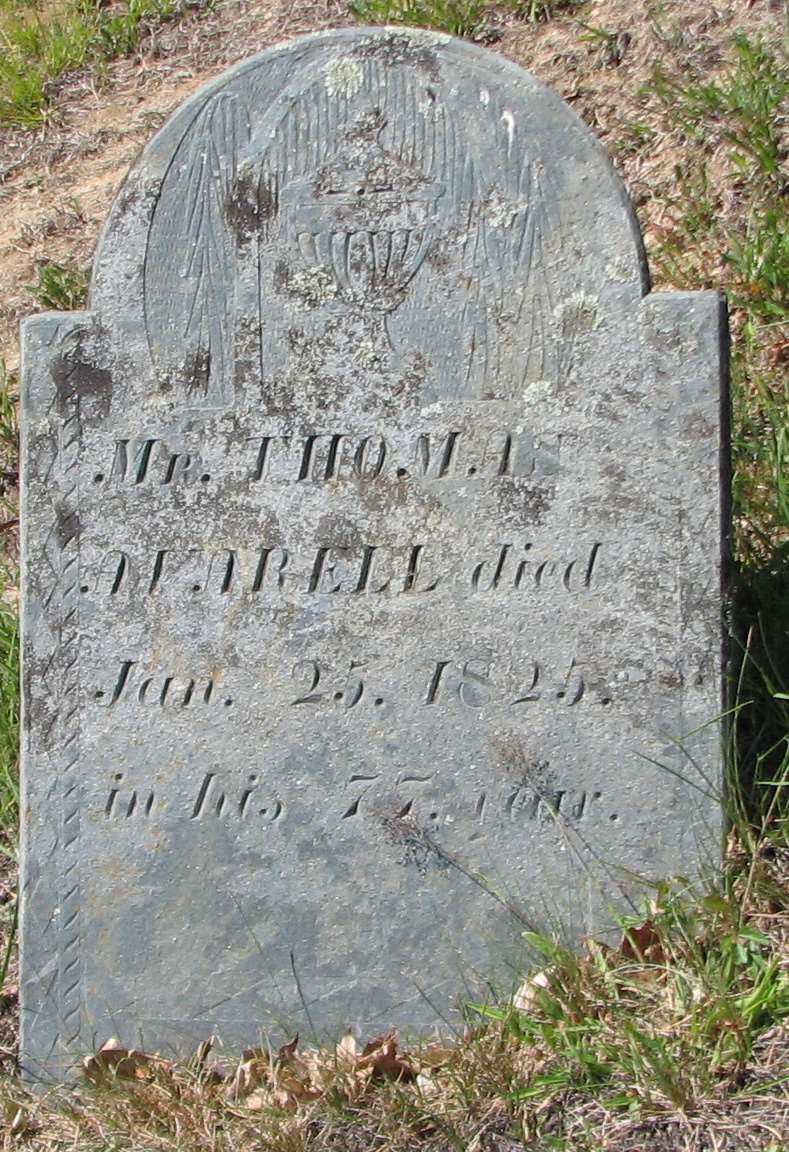 Mr. THOMAS
AVARELL died
Jan. 25. 1825.
in his 77. year.